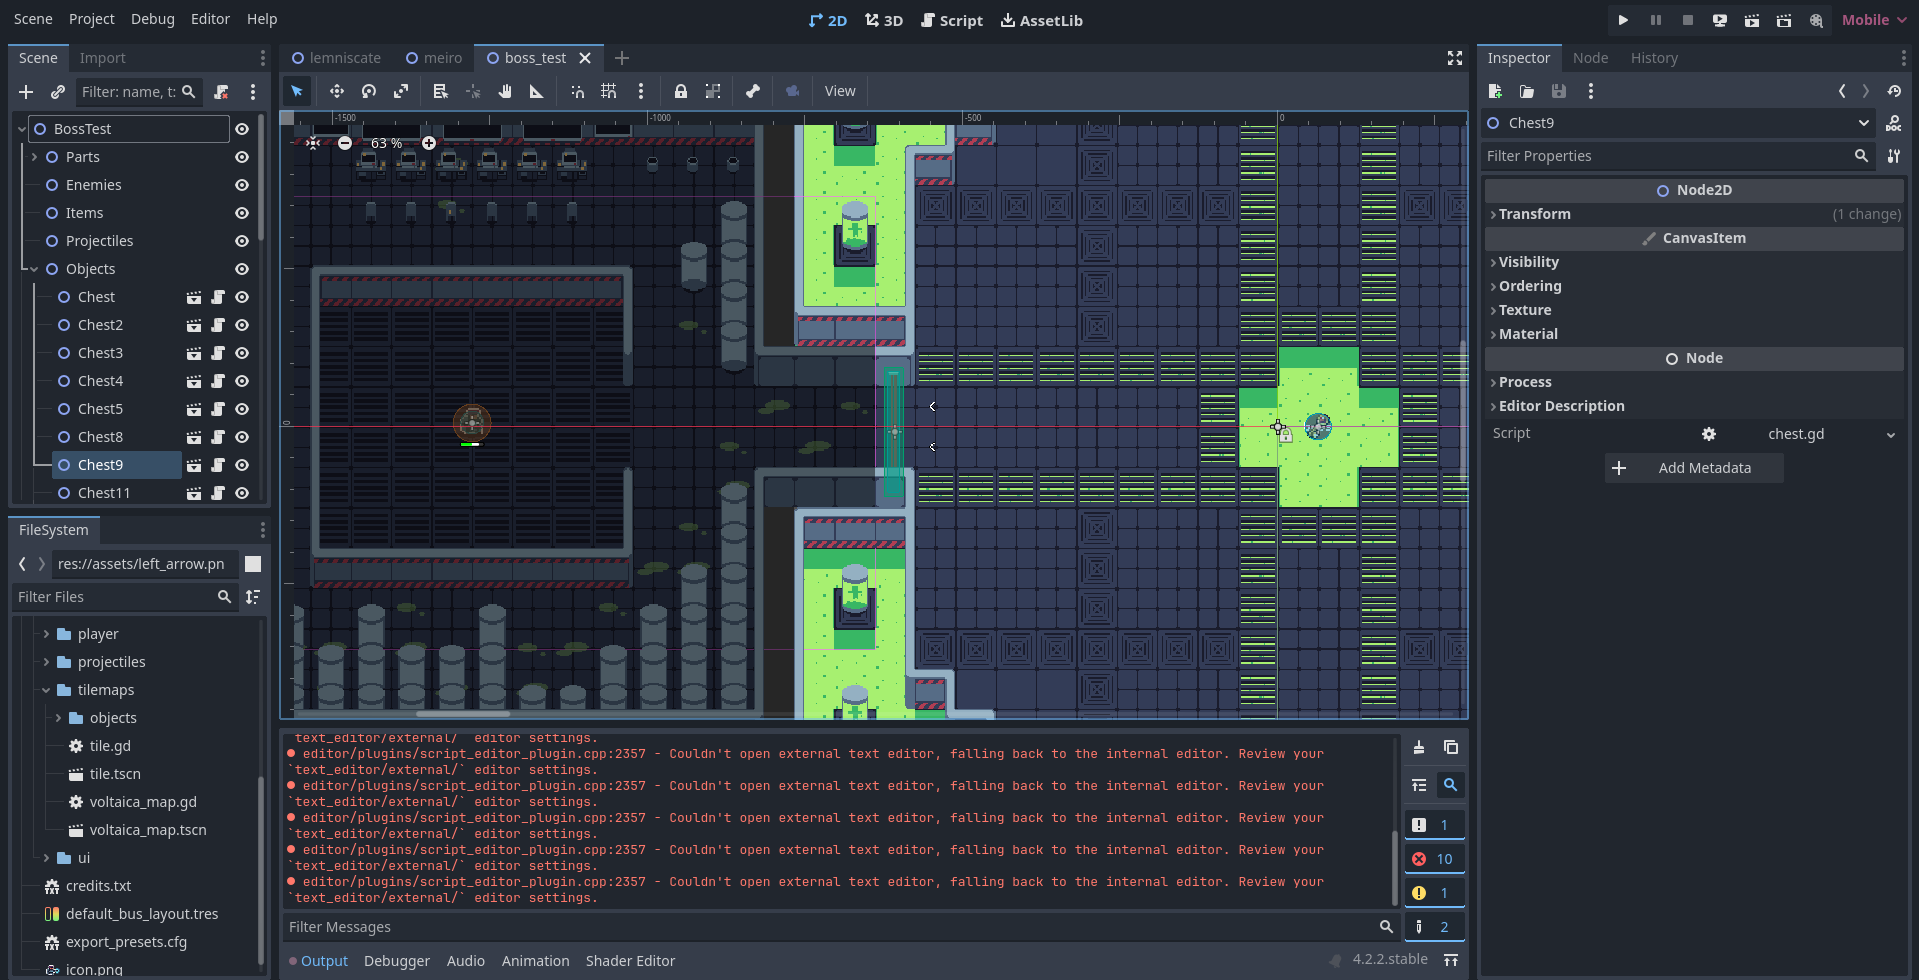 Scene Project Debug Editor Help 2D 3D Script AssetLib Mobile
Scene Import lemniscate meiro boss_test Inspector Node History
Filter: name, t: View
BossTest
Parts
Enemies
Items
Projectiles
Objects
Chest
Chest2
Chest3
Chest4
Chest5
Chest8
Chest9
Chest11
FileSystem
res://assets/left_arrow.pn
Filter Files
player
projectiles
tilemaps
objects
tile.gd
tile.tscn
voltaica_map.gd
voltaica_map.tscn
ui
credits.txt
default_bus_layout.tres
export_presets.cfg
icon.png
-1500 -1000 -500 0
63 %
0
text_editor/external/` editor settings.
editor/plugins/script_editor_plugin.cpp:2357 - Couldn't open external text editor, falling back to the internal editor. Review your
`text_editor/external/` editor settings.
editor/plugins/script_editor_plugin.cpp:2357 - Couldn't open external text editor, falling back to the internal editor. Review your
`text_editor/external/` editor settings.
editor/plugins/script_editor_plugin.cpp:2357 - Couldn't open external text editor, falling back to the internal editor. Review your
`text_editor/external/` editor settings.
editor/plugins/script_editor_plugin.cpp:2357 - Couldn't open external text editor, falling back to the internal editor. Review your
`text_editor/external/` editor settings.
editor/plugins/script_editor_plugin.cpp:2357 - Couldn't open external text editor, falling back to the internal editor. Review your
`text_editor/external/` editor settings.
1
10
1
2
Filter Messages
Output Debugger Audio Animation Shader Editor 4.2.2.stable
Chest9
Filter Properties
Node2D
Transform (1 change)
CanvasItem
Visibility
Ordering
Texture
Material
Node
Process
Editor Description
Script chest.gd
Add Metadata